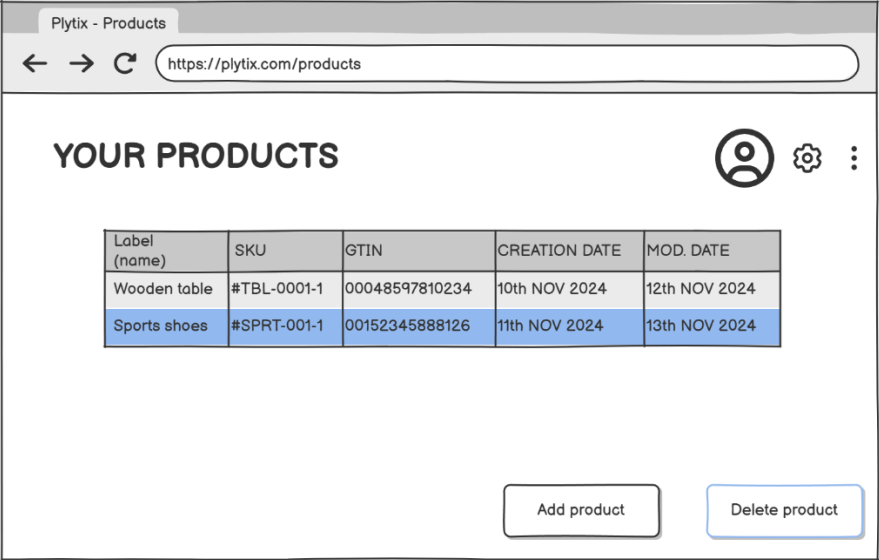 Plytix - Products
https://plytix.com/products
YOUR PRODUCTS
Label
(name) SKU GTIN CREATION DATE MOD. DATE
Wooden table #TBL-0001-1 00048597810234 10th NOV 2024 12th NOV 2024
Sports shoes #SPRT-001-1 00152345888126 11th NOV 2024 13th NOV 2024
Add product Delete product